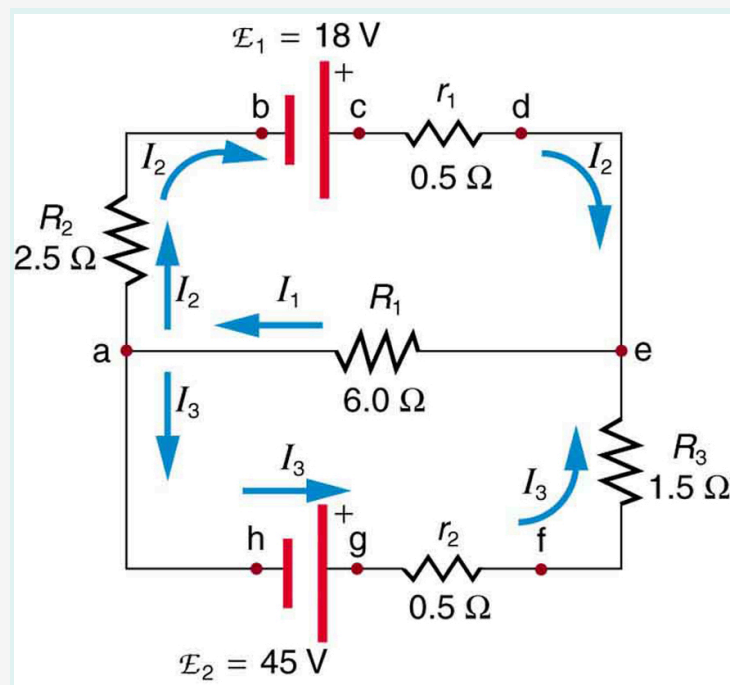 ℰ₁ = 18 V
+
b
c
r₁
d
I₂
0.5 Ω
I₂
R₂
2.5 Ω
I₂
I₁
R₁
a
e
6.0 Ω
I₃
I₃
R₃
1.5 Ω
I₃
+
h
g
r₂
f
0.5 Ω
ℰ₂ = 45 V